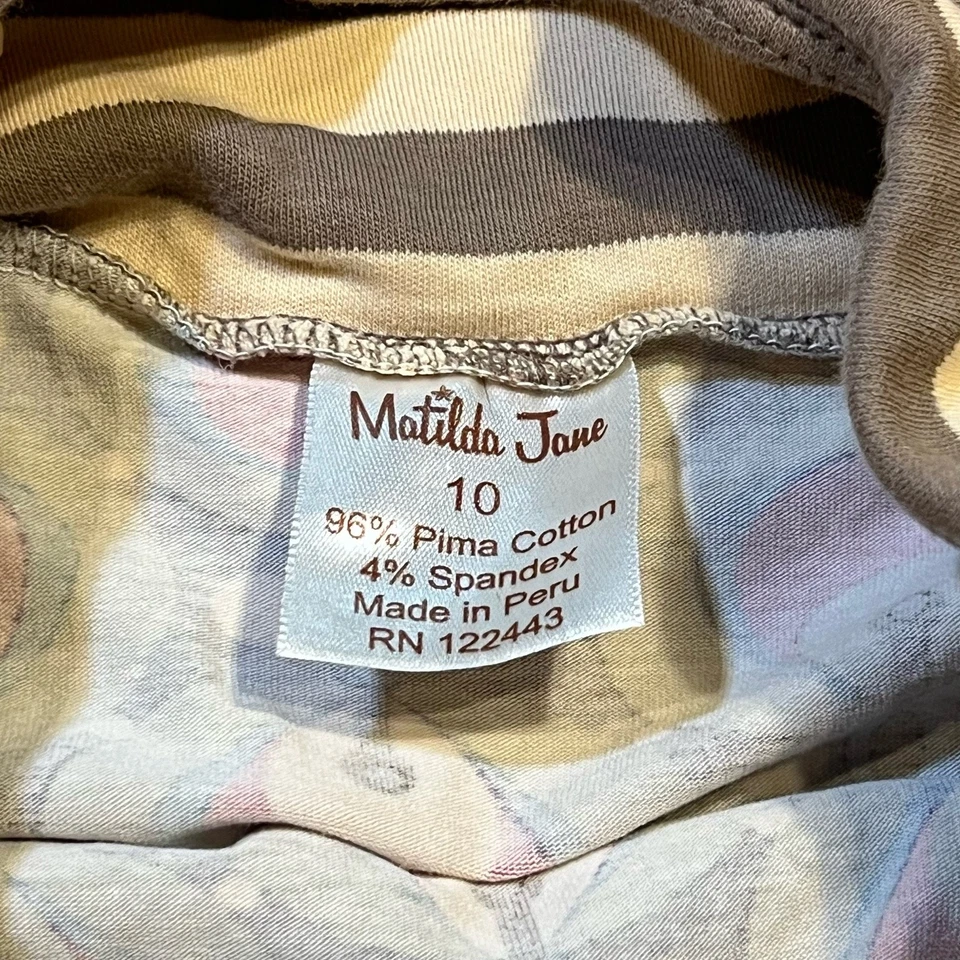 Matilda Jane
10
96% Pima Cotton
4% Spandex
Made in Peru
RN 122443